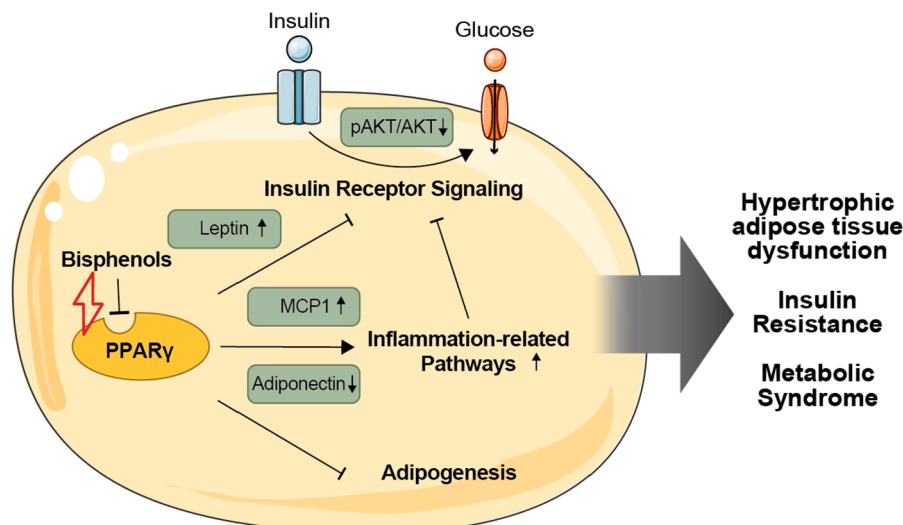 Insulin
Glucose
pAKT/AKT↓
Insulin Receptor Signaling
Leptin ↑
Bisphenols
MCP1 ↑
PPARγ
Inflammation-related
Pathways ↑
Adiponectin↓
Adipogenesis
Hypertrophic
adipose tissue
dysfunction
Insulin
Resistance
Metabolic
Syndrome